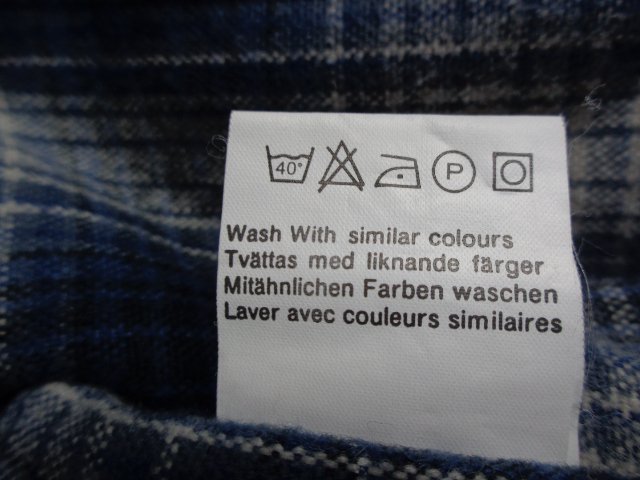 40° P
Wash With similar colours
Tvättas med liknande färger
Mitähnlichen Farben waschen
Laver avec couleurs similaires